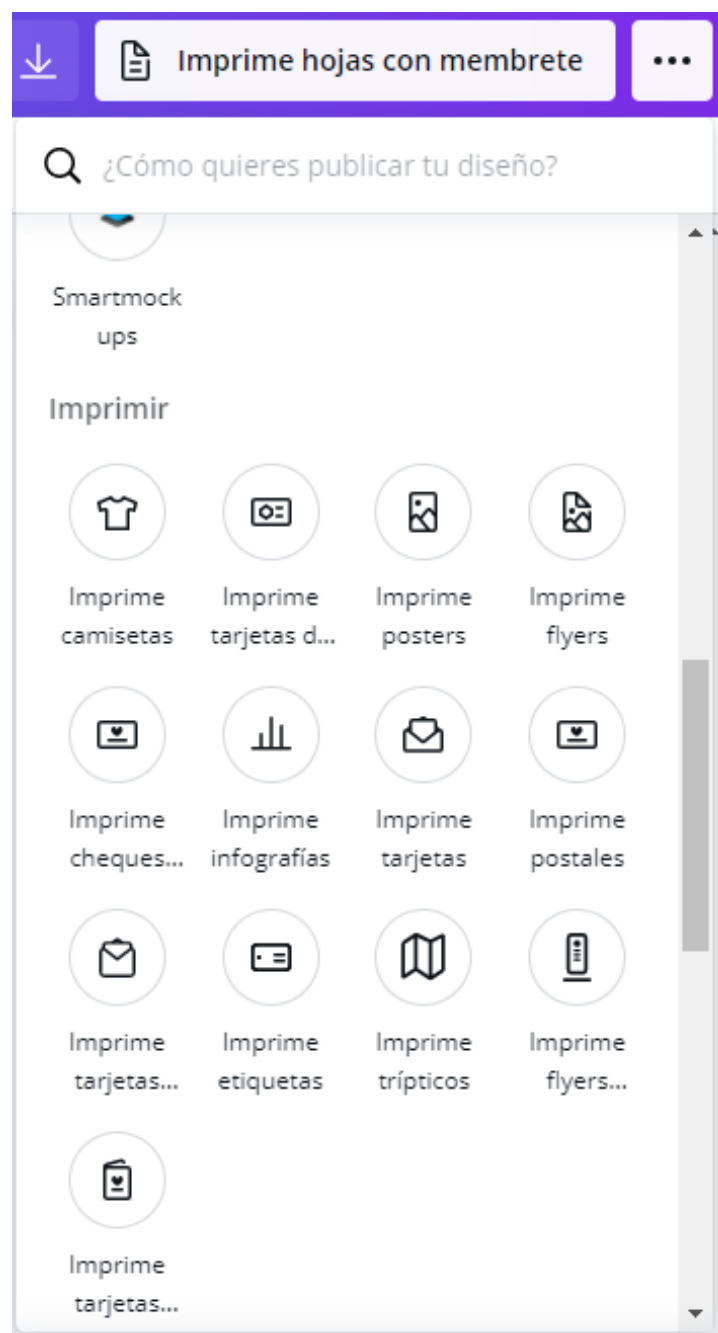 Imprime hojas con membrete
¿Cómo quieres publicar tu diseño?
Smartmock
ups
Imprimir
Imprime Imprime Imprime Imprime
camisetas tarjetas d... posters flyers
Imprime Imprime Imprime Imprime
cheques... infografías tarjetas postales
Imprime Imprime Imprime Imprime
tarjetas... etiquetas trípticos flyers...
Imprime
tarjetas...